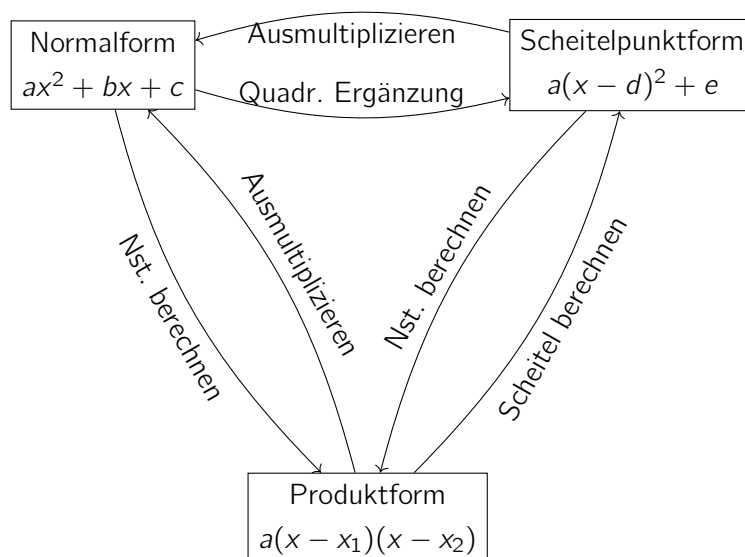 Normalform
ax² + bx + c
Ausmultiplizieren
Quadr. Ergänzung
Scheitelpunktform
a(x − d)² + e
Nst. berechnen
Ausmultiplizieren
Nst. berechnen
Scheitel berechnen
Produktform
a(x − x₁)(x − x₂)